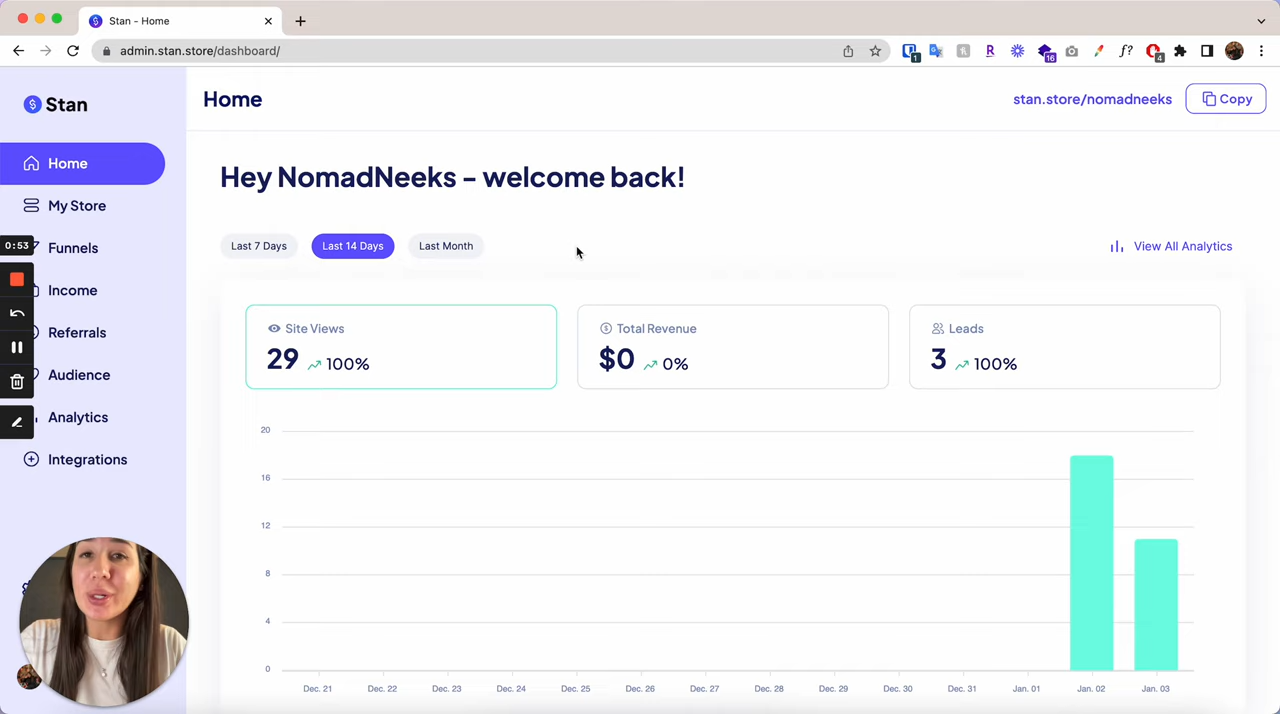 Stan - Home
admin.stan.store/dashboard/
1
16
f?
4
Stan
Home
stan.store/nomadneeks
Copy
Home
My Store
Funnels
Income
Referrals
Audience
Analytics
Integrations
0:53
Hey NomadNeeks - welcome back!
Last 7 Days
Last 14 Days
Last Month
View All Analytics
Site Views
29
100%
Total Revenue
$0
0%
Leads
3
100%
20
16
12
8
4
0
Dec. 21
Dec. 22
Dec. 23
Dec. 24
Dec. 25
Dec. 26
Dec. 27
Dec. 28
Dec. 29
Dec. 30
Dec. 31
Jan. 01
Jan. 02
Jan. 03